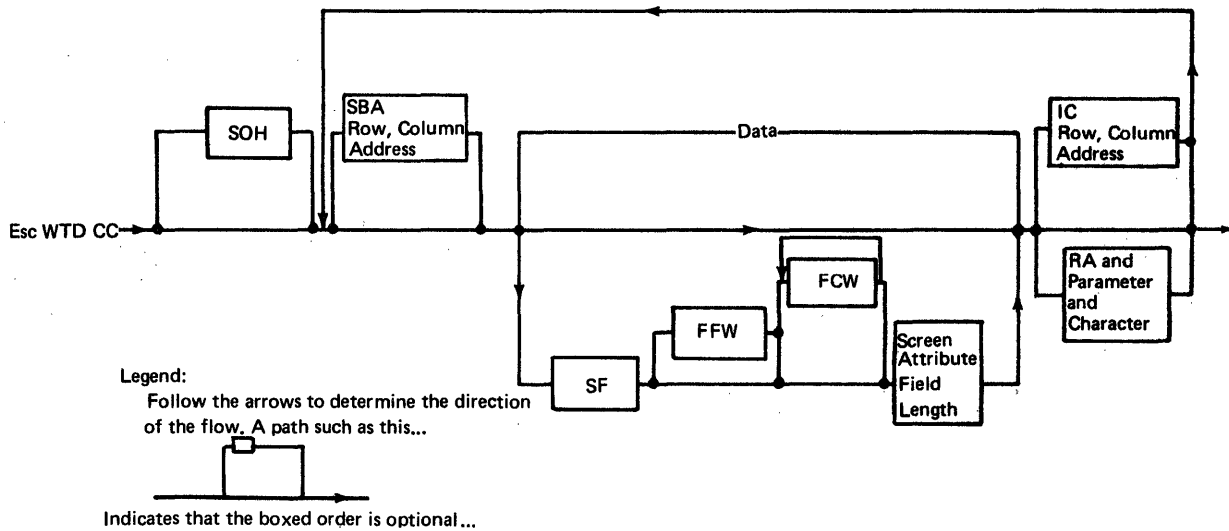 SOH
SBA
Row, Column
Address
Data
IC
Row, Column
Address
Esc WTD CC
RA and
Parameter
and
Character
FCW
FFW
SF
Screen
Attribute
Field
Length
Legend:
Follow the arrows to determine the direction
of the flow. A path such as this...
Indicates that the boxed order is optional...